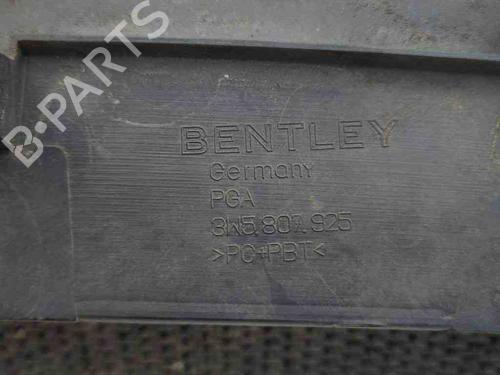 B-PARTS
BENTLEY
Germany
PGA
3W5.807.925
>PC+PBT<